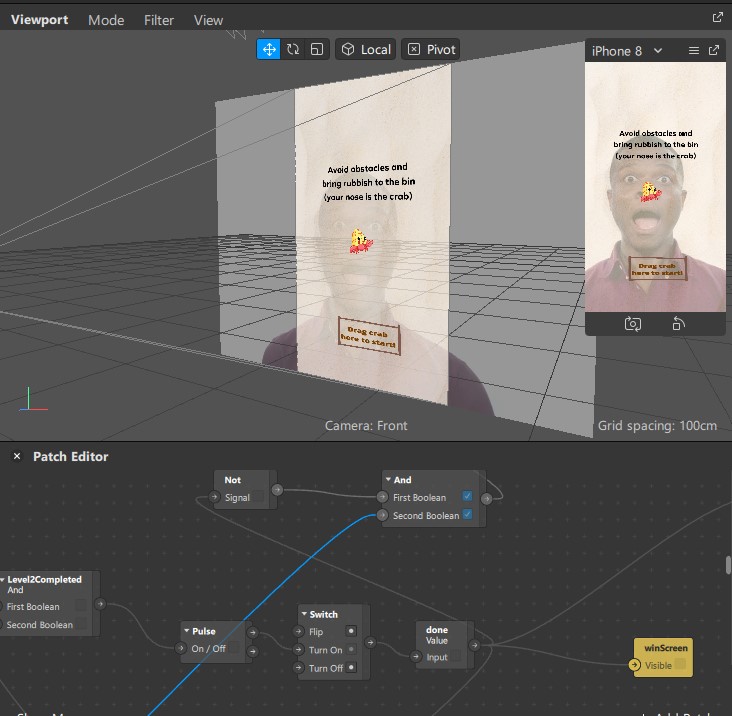 Viewport Mode Filter View
Local Pivot
iPhone 8
Avoid obstacles and
bring rubbish to the bin
(your nose is the crab)
Drag crab
here to start!
Avoid obstacles and
bring rubbish to the bin
(your nose is the crab)
Drag crab
here to start!
Camera: Front
Grid spacing: 100cm
Patch Editor
Not
Signal
And
First Boolean
Second Boolean
Level2Completed
And
First Boolean
Second Boolean
Pulse
On / Off
Switch
Flip
Turn On
Turn Off
done
Value
Input
winScreen
Visible